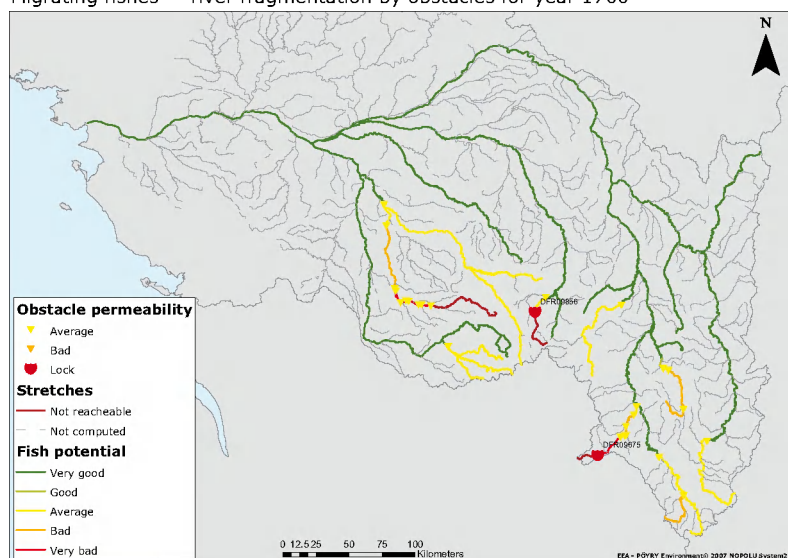 Migrating fishes - river fragmentation by obstacles for year 1900
N
DFR09856
DFR09675
Obstacle permeability
Average
Bad
Lock
Stretches
Not reacheable
Not computed
Fish potential
Very good
Good
Average
Bad
Very bad
0 12.5 25 50 75 100
Kilometers
EEA - PÖYRY Environment© 2007 NOPOLU System2